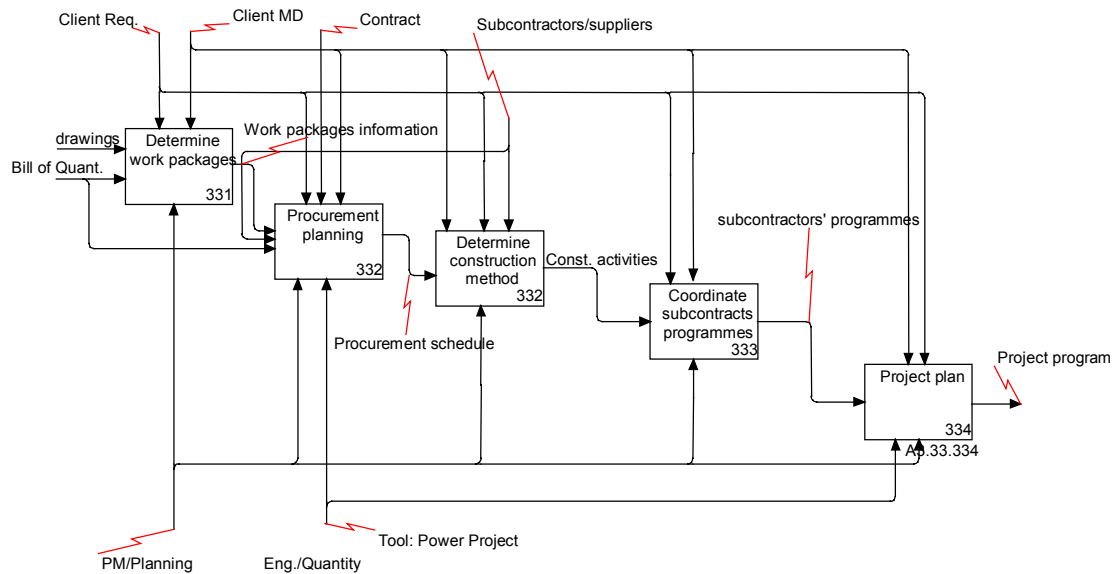 Client Req.
Client MD
Contract
Subcontractors/suppliers
drawings
Bill of Quant.
Determine
work packages
331
Work packages information
Procurement
planning
332
subcontractors' programmes
Determine
construction
method
332
Const. activities
Coordinate
subcontracts
programmes
333
Procurement schedule
Project program
Project plan
334
A3.33.334
PM/Planning
Eng./Quantity
Tool: Power Project